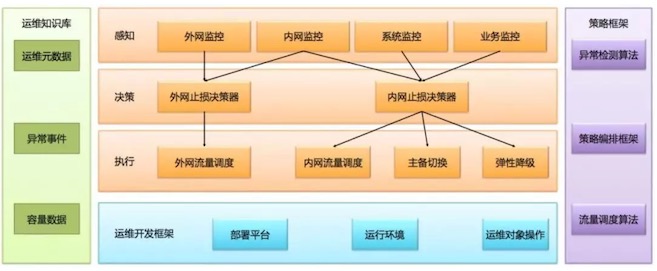 运维知识库
运维元数据
异常事件
容量数据
感知
外网监控
内网监控
系统监控
业务监控
决策
外网止损决策器
内网止损决策器
执行
外网流量调度
内网流量调度
主备切换
弹性降级
运维开发框架
部署平台
运行环境
运维对象操作
策略框架
异常检测算法
策略编排框架
流量调度算法